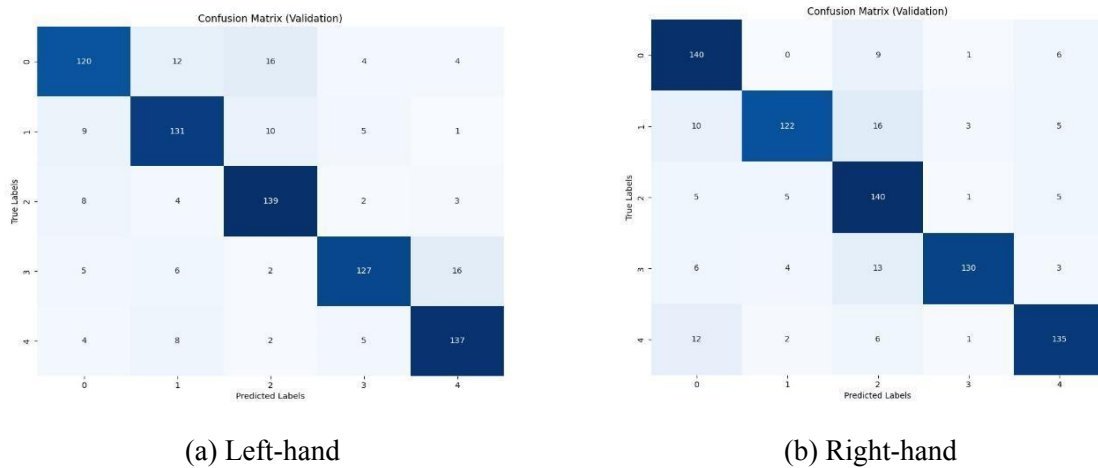 Confusion Matrix (Validation)
True Labels
0 120 12 16 4 4
1 9 131 10 5 1
2 8 4 139 2 3
3 5 6 2 127 16
4 4 8 2 5 137
0 1 2 3 4
Predicted Labels
(a) Left-hand
Confusion Matrix (Validation)
True Labels
0 140 0 9 1 6
1 10 122 16 3 5
2 5 5 140 1 5
3 6 4 13 130 3
4 12 2 6 1 135
0 1 2 3 4
Predicted Labels
(b) Right-hand